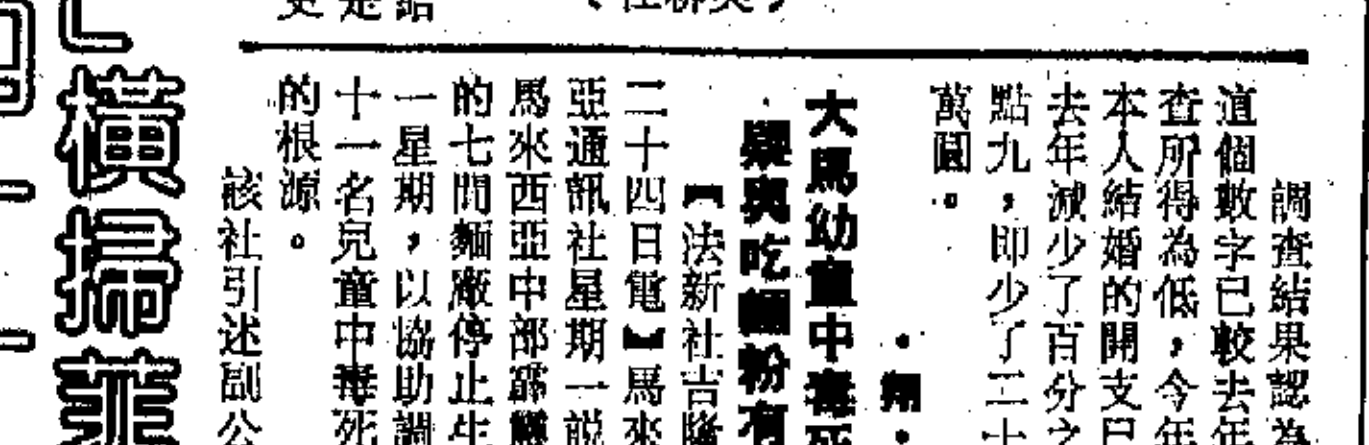 調查結果認為
道個數字已較去年
查所得為低，今年
本人結婚的開支已
去年減少了百分之
點九，即少了二十
萬圓。
・翔・
大馬幼童中毒死
疑與吃麵粉有
【法新社吉隆
二十四日電】馬來
亞通訊社星期一說
馬來西亞中部霹靂
的七間麵廠停止生
一星期，以協助調
十一名兒童中毒死
的根源。
該社引述副公
橫掃菲